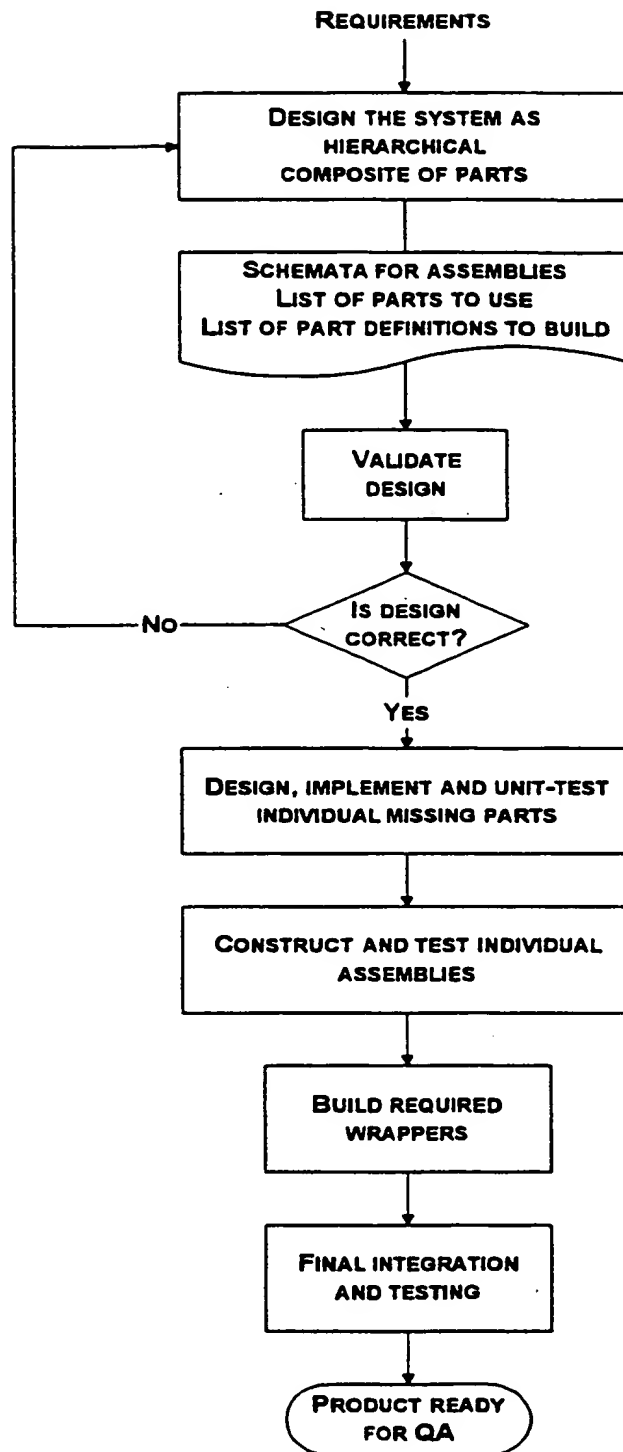 REQUIREMENTS
DESIGN THE SYSTEM AS
HIERARCHICAL
COMPOSITE OF PARTS
SCHEMATA FOR ASSEMBLIES
LIST OF PARTS TO USE
LIST OF PART DEFINITIONS TO BUILD
VALIDATE
DESIGN
IS DESIGN
CORRECT?
NO
YES
DESIGN, IMPLEMENT AND UNIT-TEST
INDIVIDUAL MISSING PARTS
CONSTRUCT AND TEST INDIVIDUAL
ASSEMBLIES
BUILD REQUIRED
WRAPPERS
FINAL INTEGRATION
AND TESTING
PRODUCT READY
FOR QA